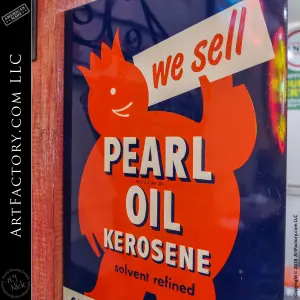 we sell
PEARL
OIL
KEROSENE
solvent refined
ARTFACTORY.COM LLC